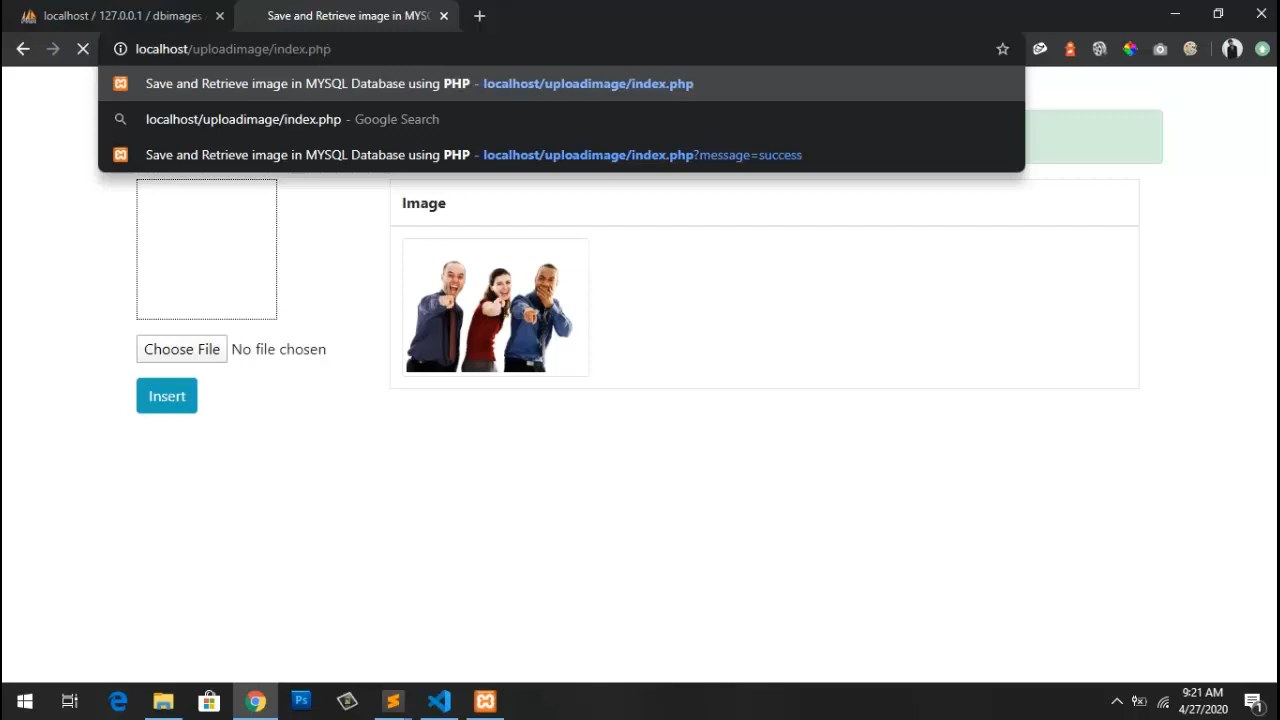 localhost / 127.0.0.1 / dbimages
Save and Retrieve image in MYSQ
localhost/uploadimage/index.php
Save and Retrieve image in MYSQL Database using PHP - localhost/uploadimage/index.php
localhost/uploadimage/index.php - Google Search
Save and Retrieve image in MYSQL Database using PHP - localhost/uploadimage/index.php?message=success
Image
Choose File No file chosen
Insert
Ps
9:21 AM
4/27/2020
1